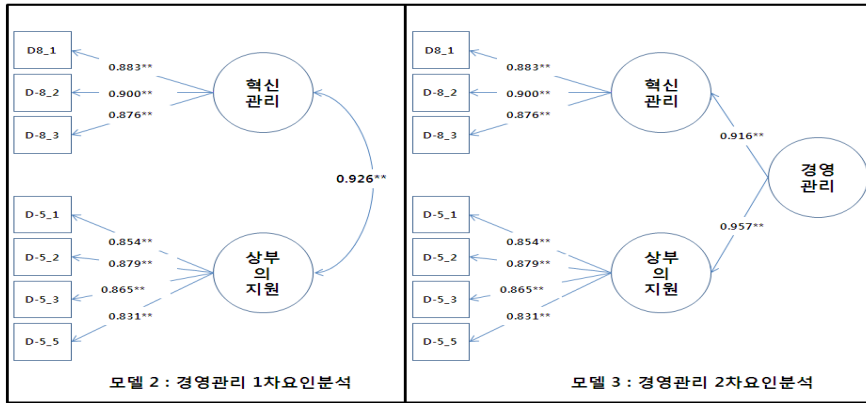 D8_1
D-8_2
D-8_3
0.883**
0.900**
0.876**
혁신
관리
0.926**
D-5_1
D-5_2
D-5_3
D-5_5
0.854**
0.879**
0.865**
0.831**
상부
의
지원
모델 2 : 경영관리 1차요인분석
D8_1
D-8_2
D-8_3
0.883**
0.900**
0.876**
혁신
관리
0.916**
경영
관리
0.957**
D-5_1
D-5_2
D-5_3
D-5_5
0.854**
0.879**
0.865**
0.831**
상부
의
지원
모델 3 : 경영관리 2차요인분석